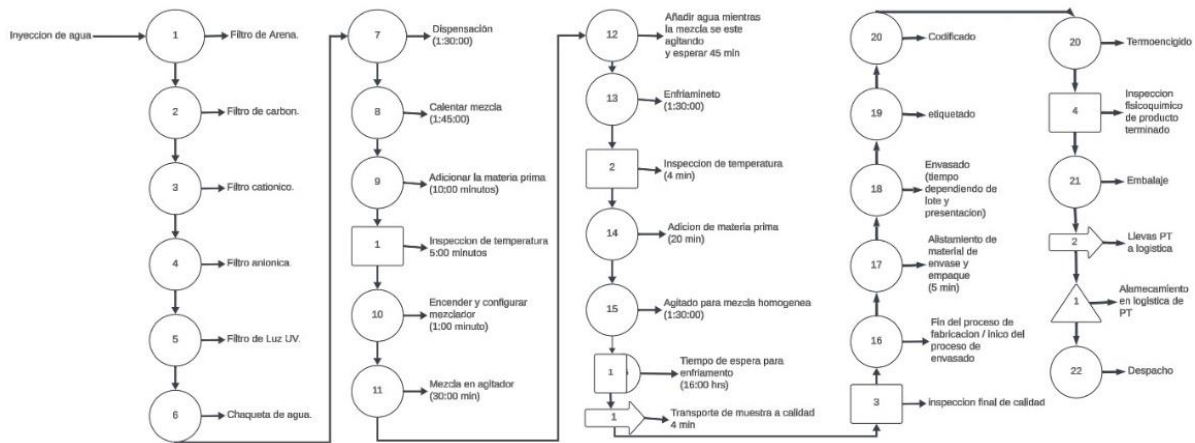 Inyeccion de agua
1
Filtro de Arena.
2
Filtro de carbon.
3
Filtro cationico.
4
Filtro anionica.
5
Filtro de Luz UV.
6
Chaqueta de agua.
7
Dispensación
(1:30:00)
8
Calentar mezcla
(1:45:00)
9
Adicionar la materia prima
(10:00 minutos)
1
Inspeccion de temperatura
5:00 minutos
10
Encender y configurar
mezclador
(1:00 minuto)
11
Mezcla en agitador
(30:00 min)
12
Añadir agua mientras
la mezcla se este
agitando
y esperar 45 min
13
Enfriamineto
(1:30:00)
2
Inspeccion de temperatura
(4 min)
14
Adicion de materia prima
(20 min)
15
Agitado para mezcla homogenea
(1:30:00)
1
Tiempo de espera para
enfriamento
(16:00 hrs)
1
Transporte de muestra a calidad
4 min
3
inspeccion final de calidad
16
Fin del proceso de
fabricacion / inico del
proceso de
envasado
17
Alistamiento de
material de
envase y
empaque
(5 min)
18
Envasado
(tiempo
dependiendo de
lote y
presentacion)
19
etiquetado
20
Codificado
20
Termoencigido
4
Inspeccion
fisicoquimico
de producto
terminado
21
Embalaje
2
Llevas PT
a logistica
1
Alamecamiento
en logistica de
PT
22
Despacho